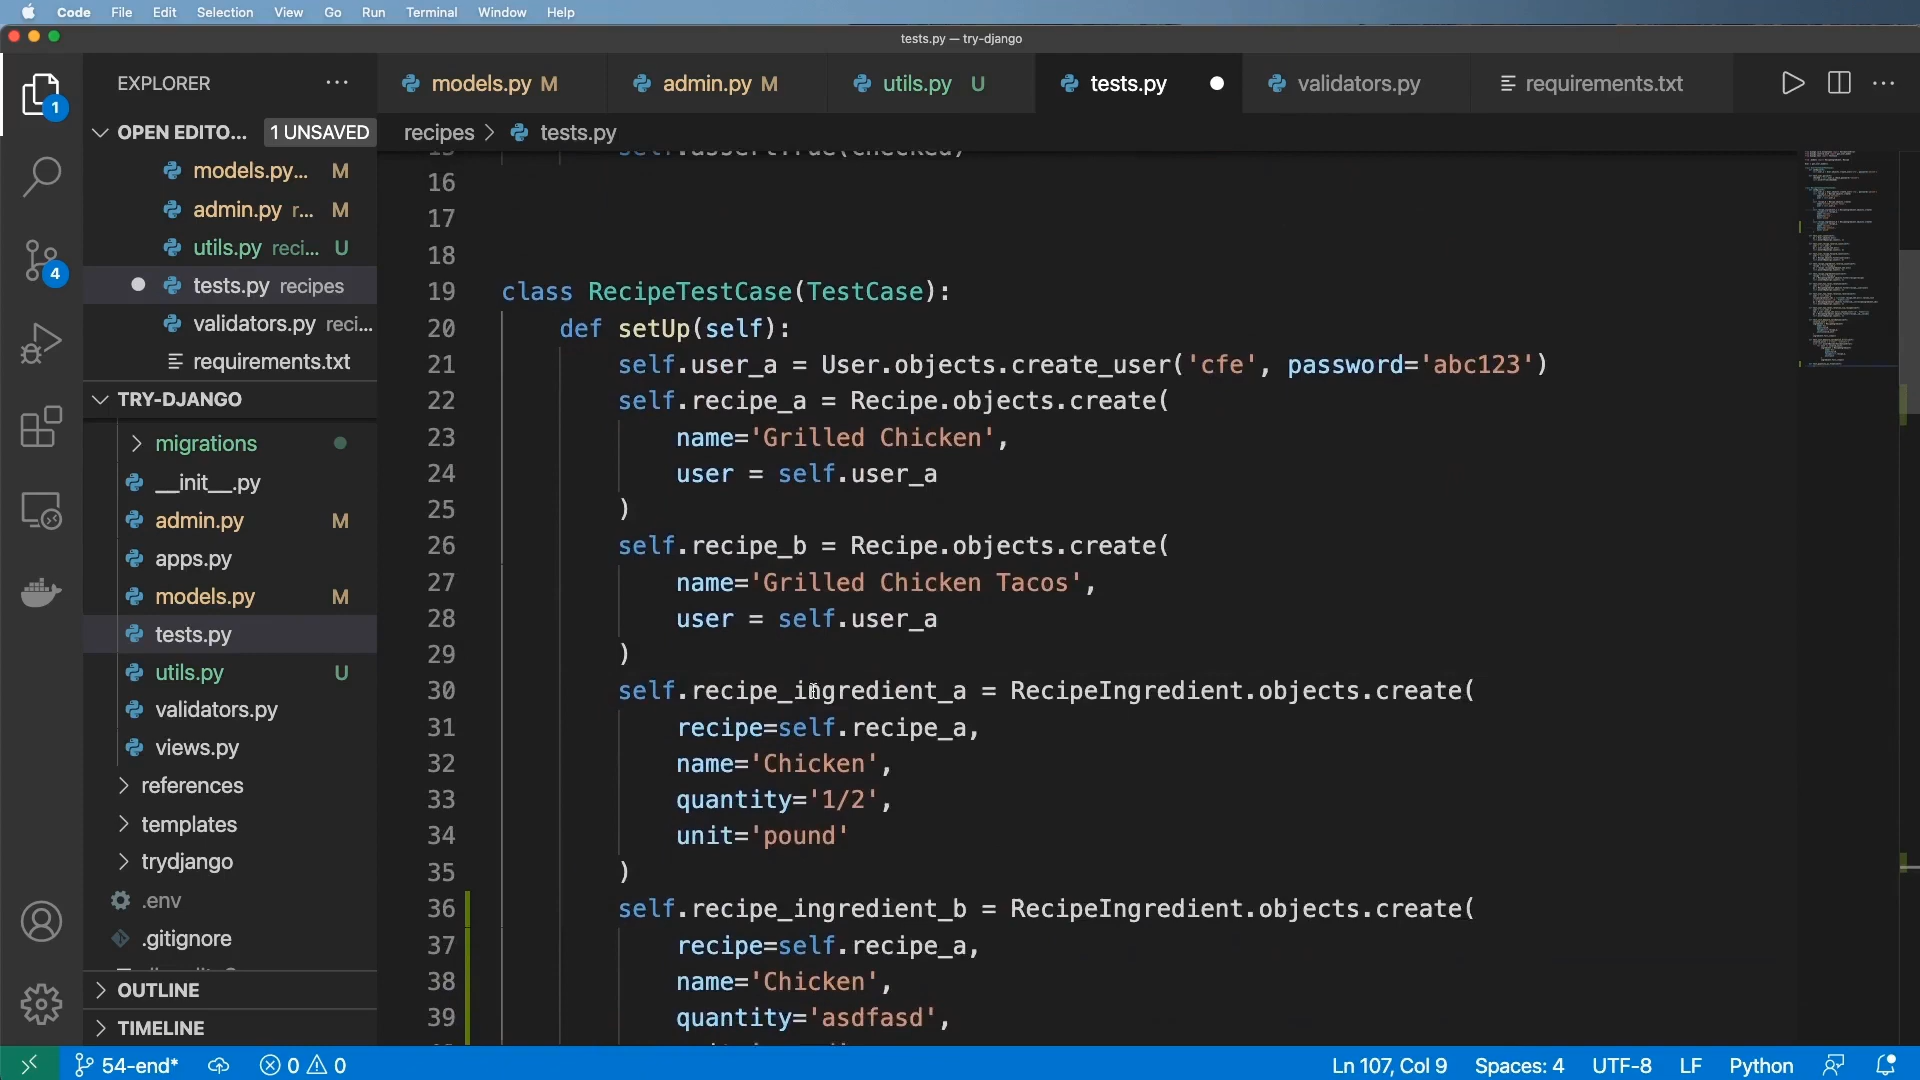 Code File Edit Selection View Go Run Terminal Window Help
tests.py — try-django
EXPLORER
models.py M
admin.py M
utils.py U
tests.py
validators.py
requirements.txt
1
OPEN EDITO...
1 UNSAVED
recipes > tests.py
models.py... M
admin.py r... M
utils.py reci... U
tests.py recipes
validators.py reci...
requirements.txt
4
TRY-DJANGO
migrations
__init__.py
admin.py M
apps.py
models.py M
tests.py
utils.py U
validators.py
views.py
references
templates
trydjango
.env
.gitignore
OUTLINE
TIMELINE
self.assertTrue(checked)
16
17
18
19 class RecipeTestCase(TestCase):
20 def setUp(self):
21 self.user_a = User.objects.create_user('cfe', password='abc123')
22 self.recipe_a = Recipe.objects.create(
23 name='Grilled Chicken',
24 user = self.user_a
25 )
26 self.recipe_b = Recipe.objects.create(
27 name='Grilled Chicken Tacos',
28 user = self.user_a
29 )
30 self.recipe_ingredient_a = RecipeIngredient.objects.create(
31 recipe=self.recipe_a,
32 name='Chicken',
33 quantity='1/2',
34 unit='pound'
35 )
36 self.recipe_ingredient_b = RecipeIngredient.objects.create(
37 recipe=self.recipe_a,
38 name='Chicken',
39 quantity='asdfasd',
54-end* 0 0 Ln 107, Col 9 Spaces: 4 UTF-8 LF Python